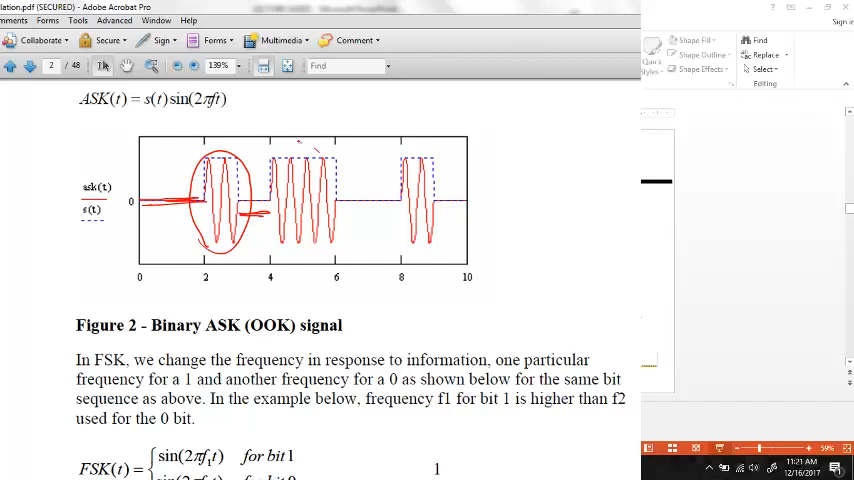 lation.pdf (SECURED) - Adobe Acrobat Pro
mments Forms Tools Advanced Window Help
Sign in
Collaborate Secure Sign Forms Multimedia Comment
2 / 48 139% Find
Shape Fill
Shape Outline
Shape Effects
Quick
Styles
Find
Replace
Select
Editing
ASK(t) = s(t)sin(2πft)
ask(t)
s(t)
0
0 2 4 6 8 10
Figure 2 - Binary ASK (OOK) signal
In FSK, we change the frequency in response to information, one particular
frequency for a 1 and another frequency for a 0 as shown below for the same bit
sequence as above. In the example below, frequency f1 for bit 1 is higher than f2
used for the 0 bit.
FSK(t) = sin(2πf₁t) for bit 1
1
59%
11:21 AM
12/16/2017